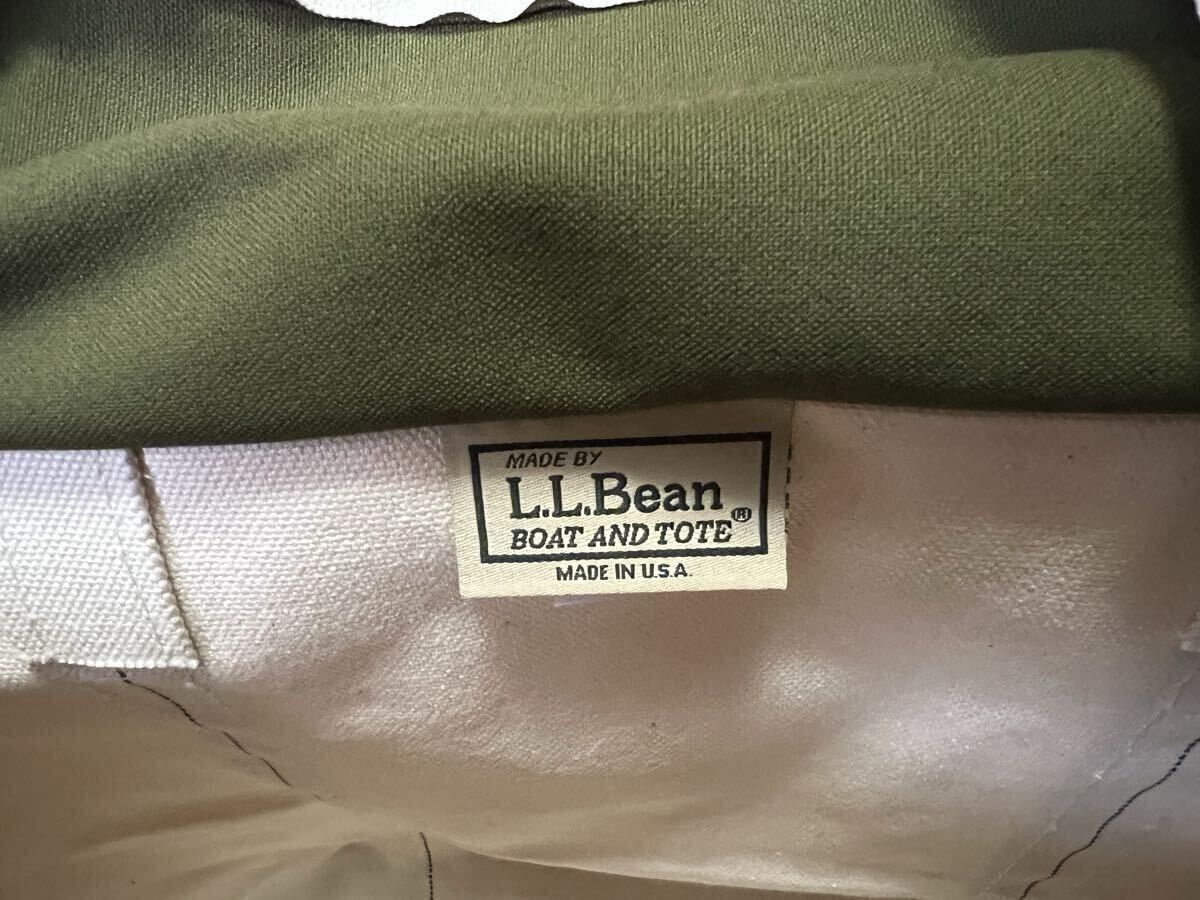 MADE BY
L.L.Bean
BOAT AND TOTE®
MADE IN U.S.A.